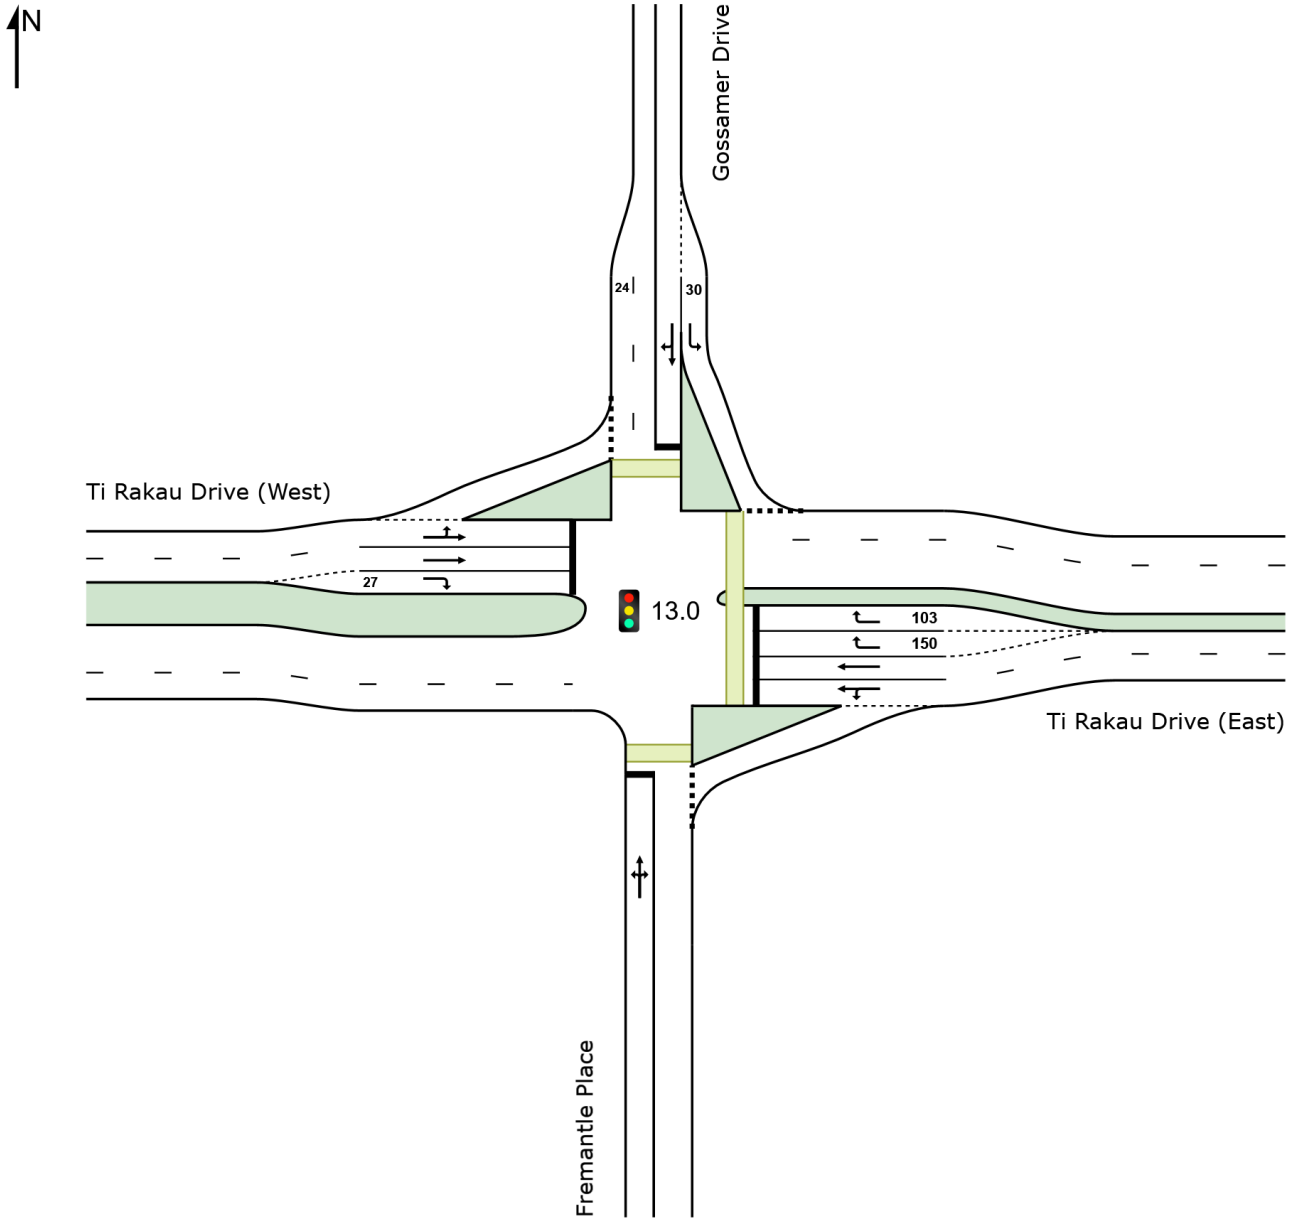 N
Gossamer Drive
24
30
Ti Rakau Drive (West)
27
13.0
103
150
Ti Rakau Drive (East)
Fremantle Place